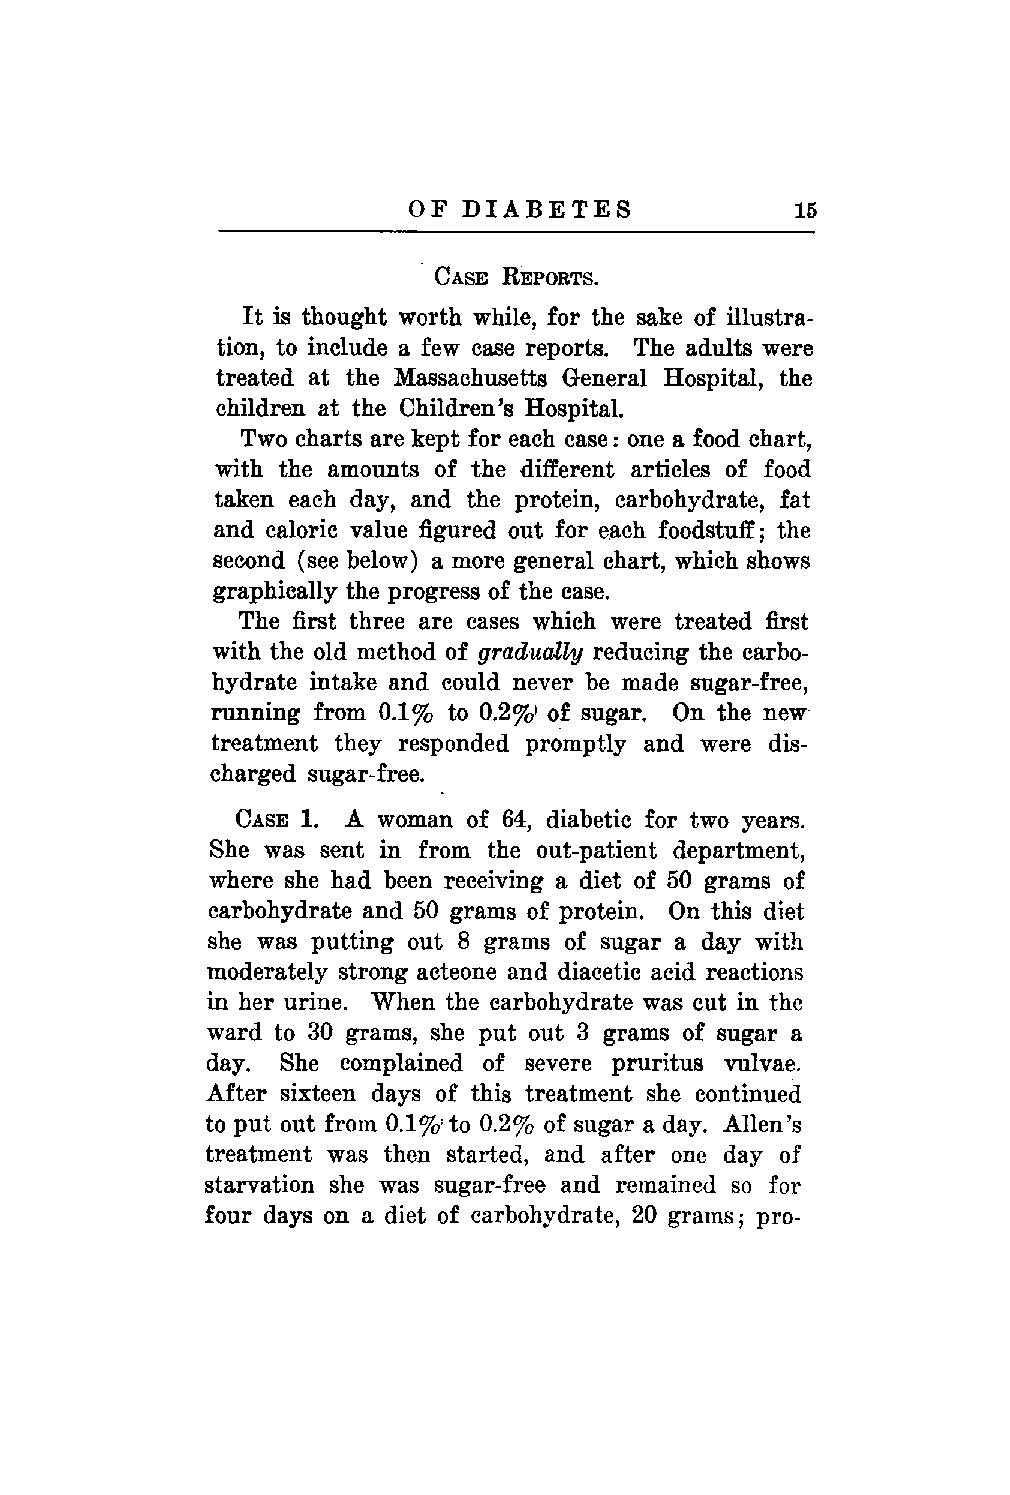 OF DIABETES 15
CASE REPORTS.
It is thought worth while, for the sake of illustra-
tion, to include a few case reports. The adults were
treated at the Massachusetts General Hospital, the
children at the Children's Hospital.
Two charts are kept for each case: one a food chart,
with the amounts of the different articles of food
taken each day, and the protein, carbohydrate, fat
and caloric value figured out for each foodstuff; the
second (see below) a more general chart, which shows
graphically the progress of the case.
The first three are cases which were treated first
with the old method of gradually reducing the carbo-
hydrate intake and could never be made sugar-free,
running from 0.1% to 0.2% of sugar. On the new
treatment they responded promptly and were dis-
charged sugar-free.
CASE 1. A woman of 64, diabetic for two years.
She was sent in from the out-patient department,
where she had been receiving a diet of 50 grams of
carbohydrate and 50 grams of protein. On this diet
she was putting out 8 grams of sugar a day with
moderately strong acteone and diacetic acid reactions
in her urine. When the carbohydrate was cut in the
ward to 30 grams, she put out 3 grams of sugar a
day. She complained of severe pruritus vulvae.
After sixteen days of this treatment she continued
to put out from 0.1% to 0.2% of sugar a day. Allen's
treatment was then started, and after one day of
starvation she was sugar-free and remained so for
four days on a diet of carbohydrate, 20 grams; pro-